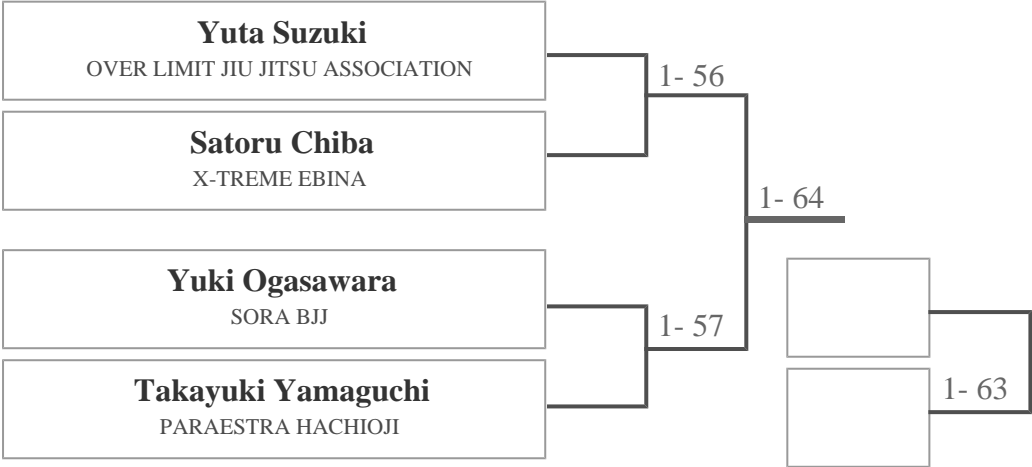 Yuta Suzuki
OVER LIMIT JIU JITSU ASSOCIATION
1- 56
Satoru Chiba
X-TREME EBINA
1- 64
Yuki Ogasawara
SORA BJJ
1- 57
Takayuki Yamaguchi
PARAESTRA HACHIOJI
1- 63